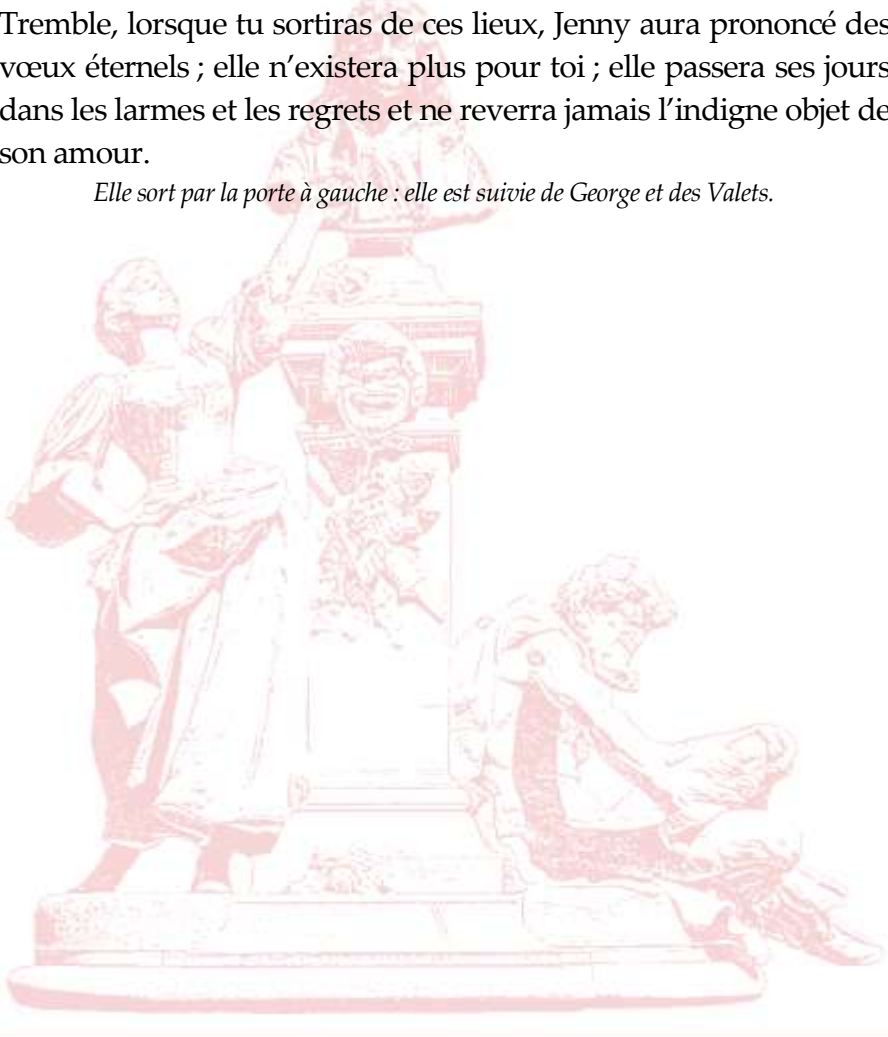 Tremble, lorsque tu sortiras de ces lieux, Jenny aura prononcé des
vœux éternels ; elle n’existera plus pour toi ; elle passera ses jours
dans les larmes et les regrets et ne reverra jamais l’indigne objet de
son amour.
Elle sort par la porte à gauche : elle est suivie de George et des Valets.